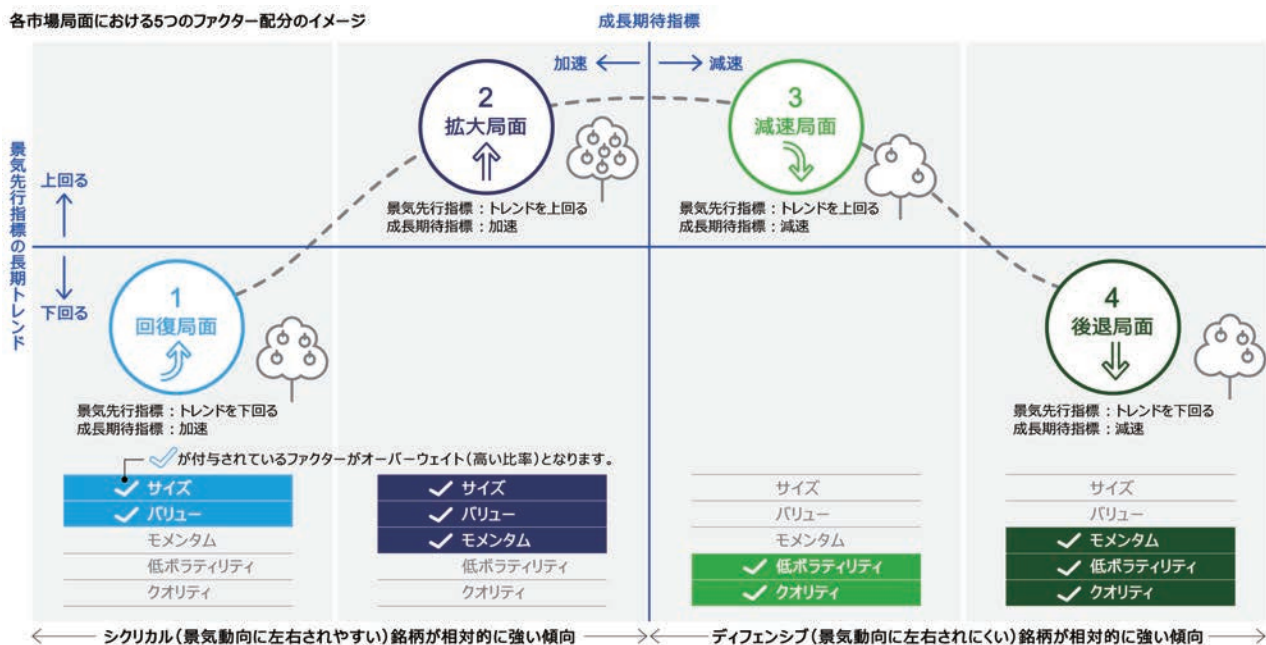 各市場局面における5つのファクター配分のイメージ
成長期待指標
加速
減速
景気先行指標の長期トレンド
上回る
下回る
2
拡大局面
景気先行指標：トレンドを上回る
成長期待指標：加速
3
減速局面
景気先行指標：トレンドを上回る
成長期待指標：減速
1
回復局面
景気先行指標：トレンドを下回る
成長期待指標：加速
4
後退局面
景気先行指標：トレンドを下回る
成長期待指標：減速
が付与されているファクターがオーバーウェイト（高い比率）となります。
サイズ
バリュー
モメンタム
低ボラティリティ
クオリティ
サイズ
バリュー
モメンタム
低ボラティリティ
クオリティ
サイズ
バリュー
モメンタム
低ボラティリティ
クオリティ
サイズ
バリュー
モメンタム
低ボラティリティ
クオリティ
シクリカル（景気動向に左右されやすい）銘柄が相対的に強い傾向
ディフェンシブ（景気動向に左右されにくい）銘柄が相対的に強い傾向